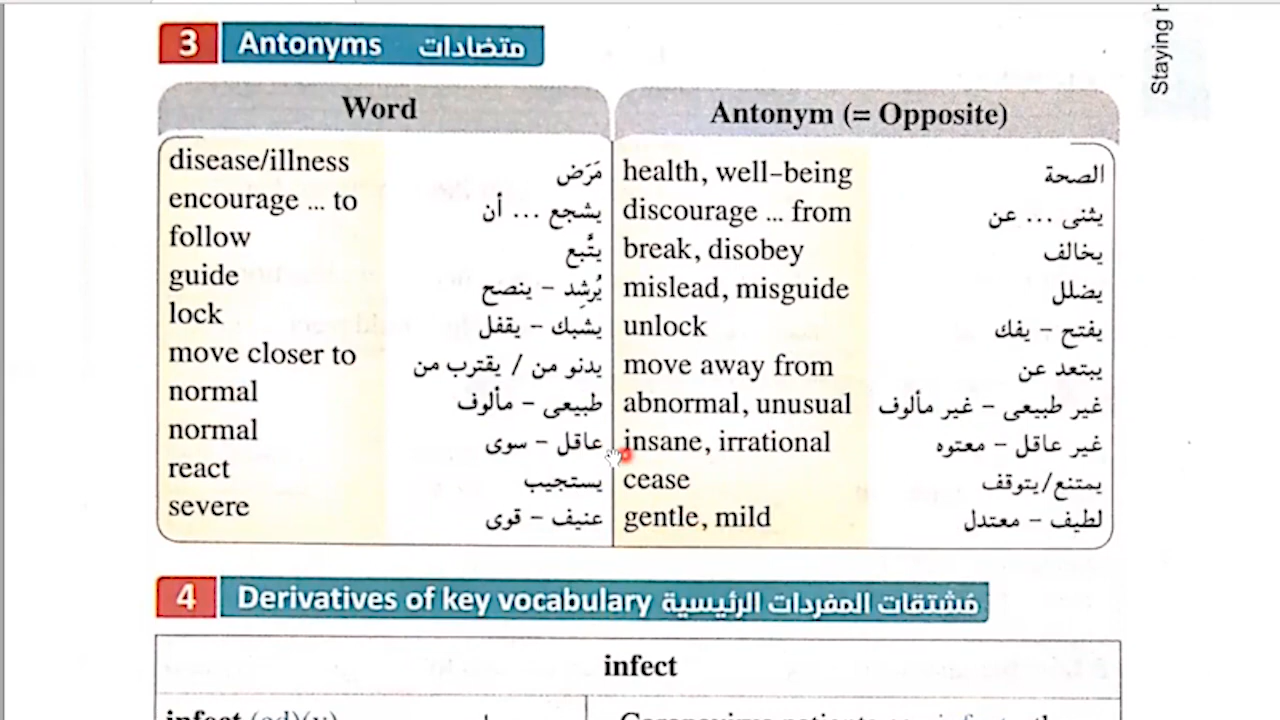 Staying
3 Antonyms متضادات
Word Antonym (= Opposite)
disease/illness مَرَض health, well-being الصحة
encourage ... to يشجع ... أن discourage ... from يثنى ... عن
follow يتَّبع break, disobey يخالف
guide يُرشِد - ينصح mislead, misguide يضلل
lock يشبك - يقفل unlock يفتح - يفك
move closer to يدنو من / يقترب من move away from يبتعد عن
normal طبيعى - مألوف abnormal, unusual غير طبيعى - غير مألوف
normal عاقل - سوى insane, irrational غير عاقل - معتوه
react يستجيب cease يمتنع/يتوقف
severe عنيف - قوى gentle, mild لطيف - معتدل
4 Derivatives of key vocabulary مُشتقات المفردات الرئيسية
infect